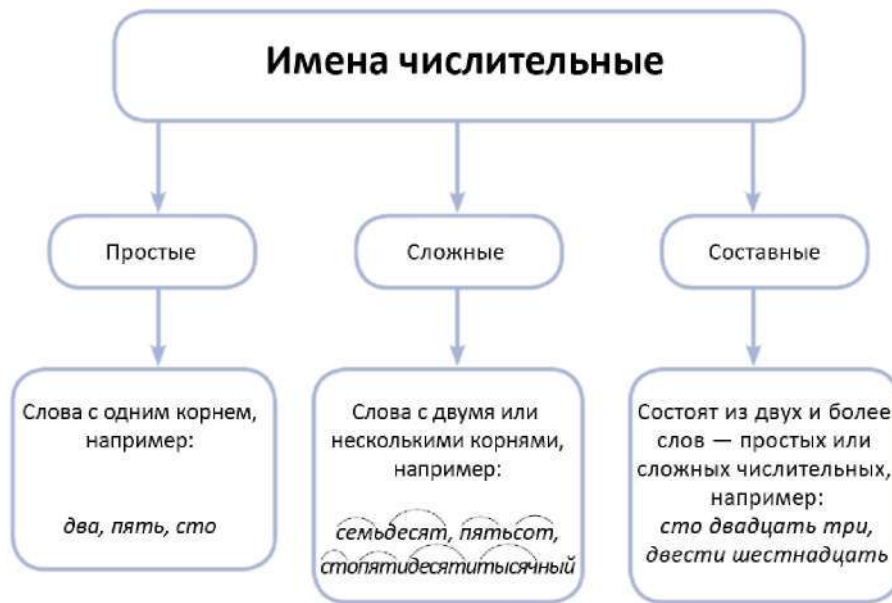 Имена числительные
Простые
Сложные
Составные
Слова с одним корнем,
например:
два, пять, сто
Слова с двумя или
несколькими корнями,
например:
семьдесят, пятьсот,
стопятидесятитысячный
Состоят из двух и более
слов — простых или
сложных числительных,
например:
сто двадцать три,
двести шестнадцать